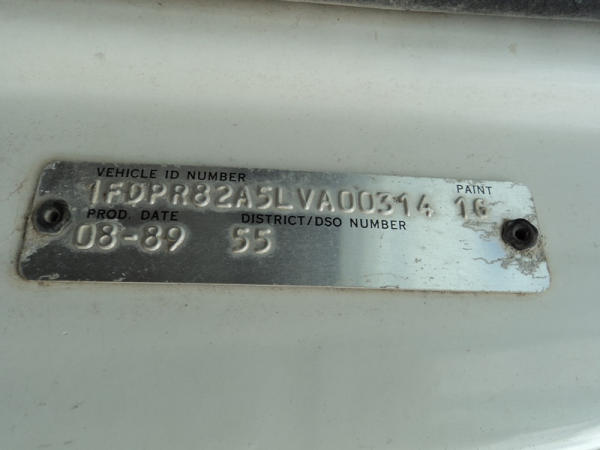 VEHICLE ID NUMBER
1FDPR82A5LVA00314
PAINT
16
PROD. DATE
DISTRICT/DSO NUMBER
08-89
55